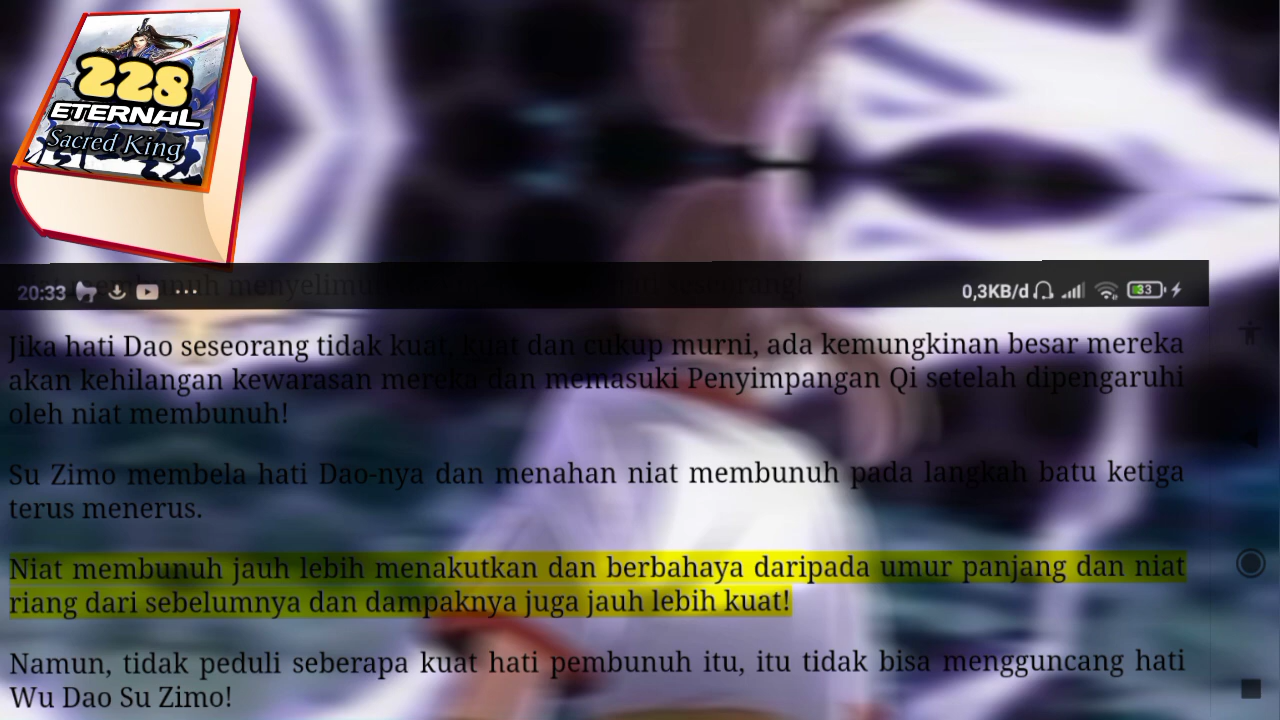 228
ETERNAL
Sacred King
menyelimu seseorang!
20:33 ... 0,3KB/d 33
Jika hati Dao seseorang tidak kuat, kuat dan cukup murni, ada kemungkinan besar mereka
akan kehilangan kewarasan mereka dan memasuki Penyimpangan Qi setelah dipengaruhi
oleh niat membunuh!
Su Zimo membela hati Dao-nya dan menahan niat membunuh pada langkah batu ketiga
terus menerus.
Niat membunuh jauh lebih menakutkan dan berbahaya daripada umur panjang dan niat
riang dari sebelumnya dan dampaknya juga jauh lebih kuat!
Namun, tidak peduli seberapa kuat hati pembunuh itu, itu tidak bisa mengguncang hati
Wu Dao Su Zimo!